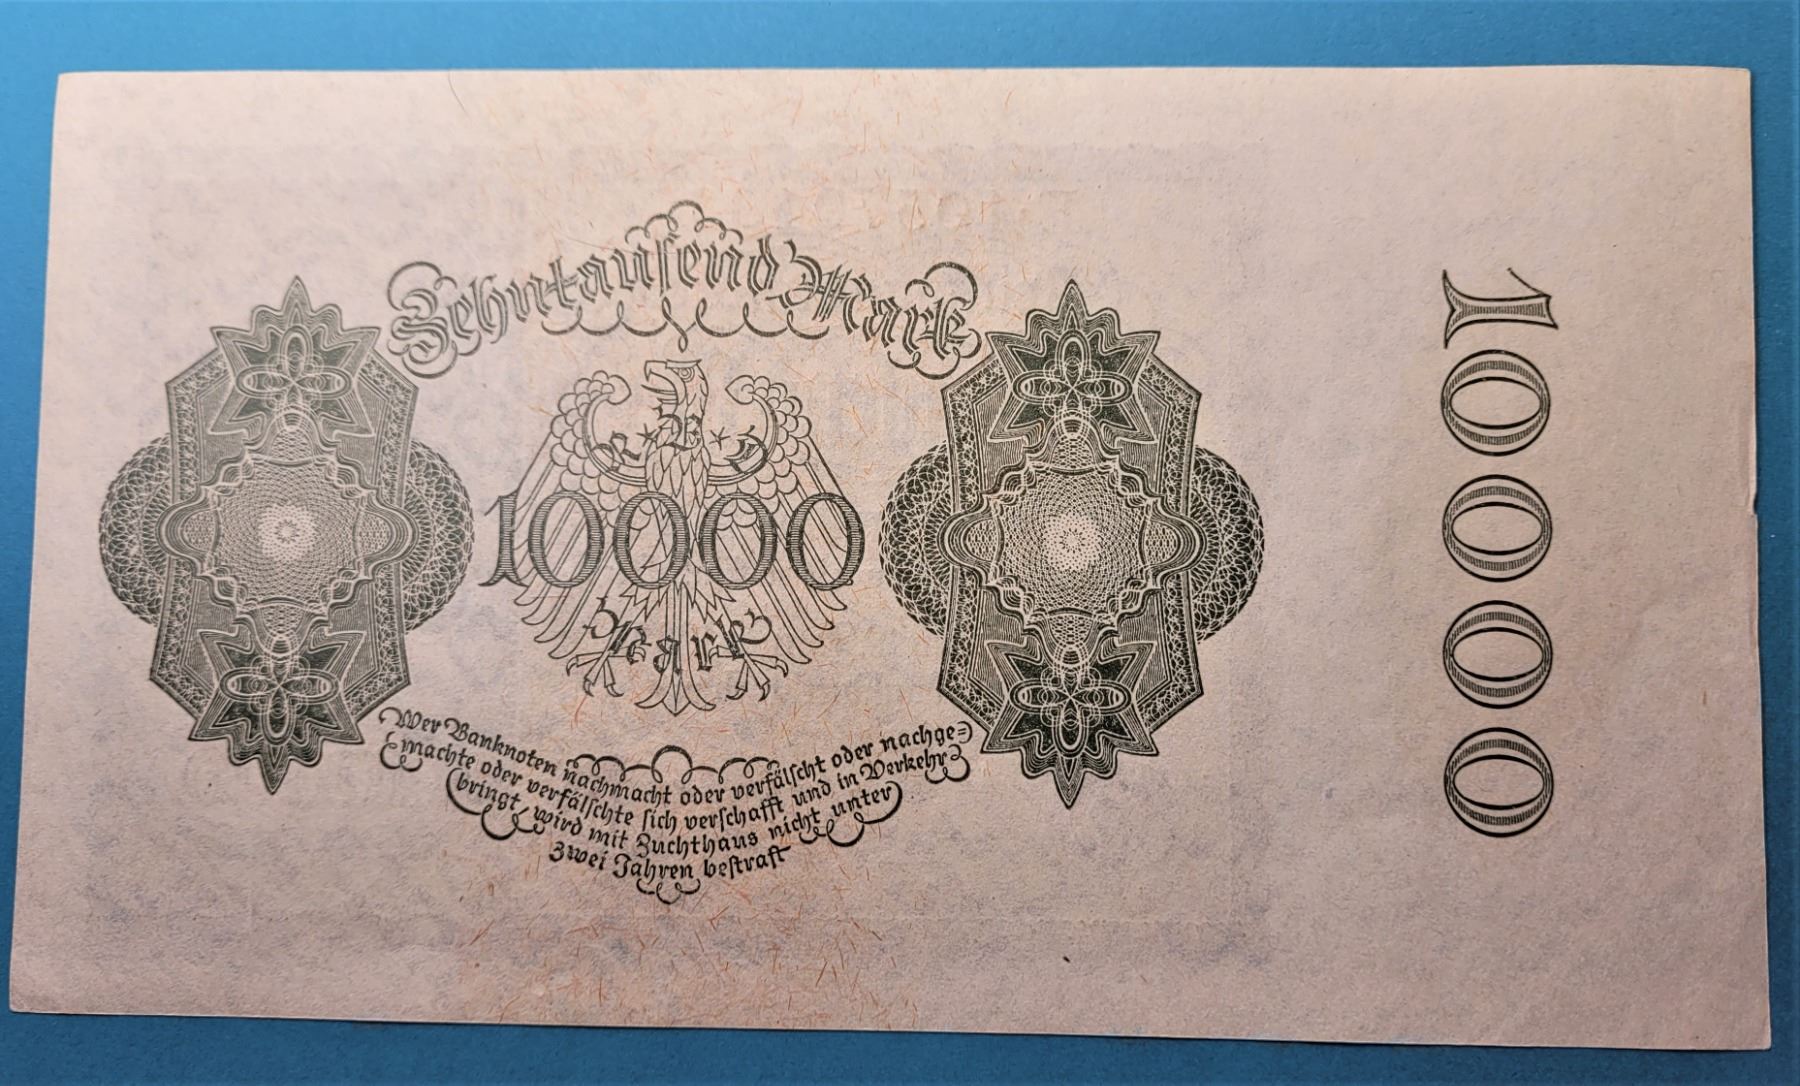 Zehntausend Mark
R*B*D
10000
Mark
Wer Banknoten nachmacht oder verfälscht oder nachge=
machte oder verfälschte sich verschafft und in Verkehr
bringt, wird mit Zuchthaus nicht unter
zwei Jahren bestraft
10000